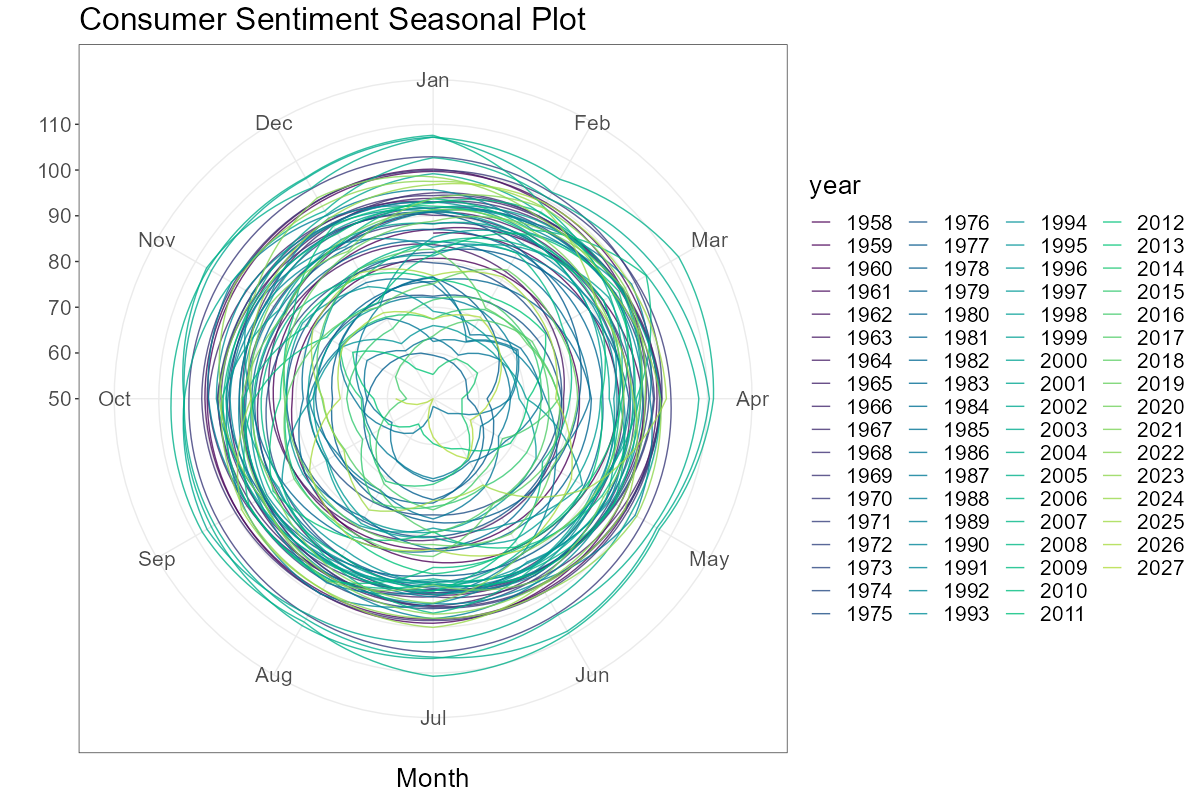 Consumer Sentiment Seasonal Plot
Jan
Dec
Feb
110
100
90
80
70
60
50
Nov
Mar
Oct
Apr
Sep
May
Aug
Jun
Jul
Month
year
1958 1976 1994 2012
1959 1977 1995 2013
1960 1978 1996 2014
1961 1979 1997 2015
1962 1980 1998 2016
1963 1981 1999 2017
1964 1982 2000 2018
1965 1983 2001 2019
1966 1984 2002 2020
1967 1985 2003 2021
1968 1986 2004 2022
1969 1987 2005 2023
1970 1988 2006 2024
1971 1989 2007 2025
1972 1990 2008 2026
1973 1991 2009 2027
1974 1992 2010
1975 1993 2011